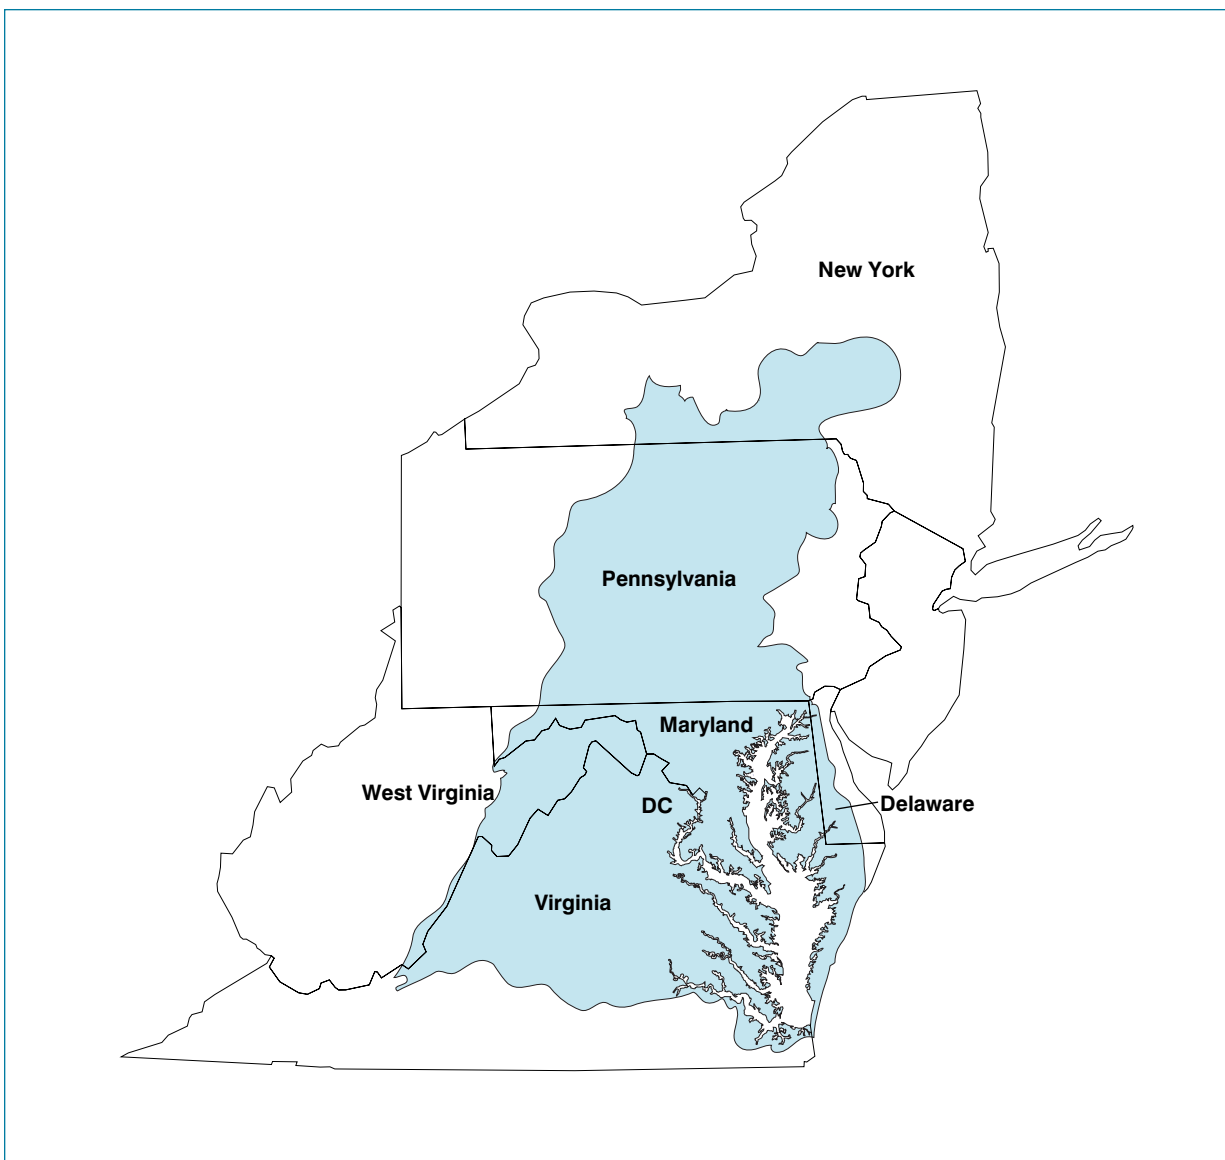 New York
Pennsylvania
Maryland
West Virginia
DC
Delaware
Virginia